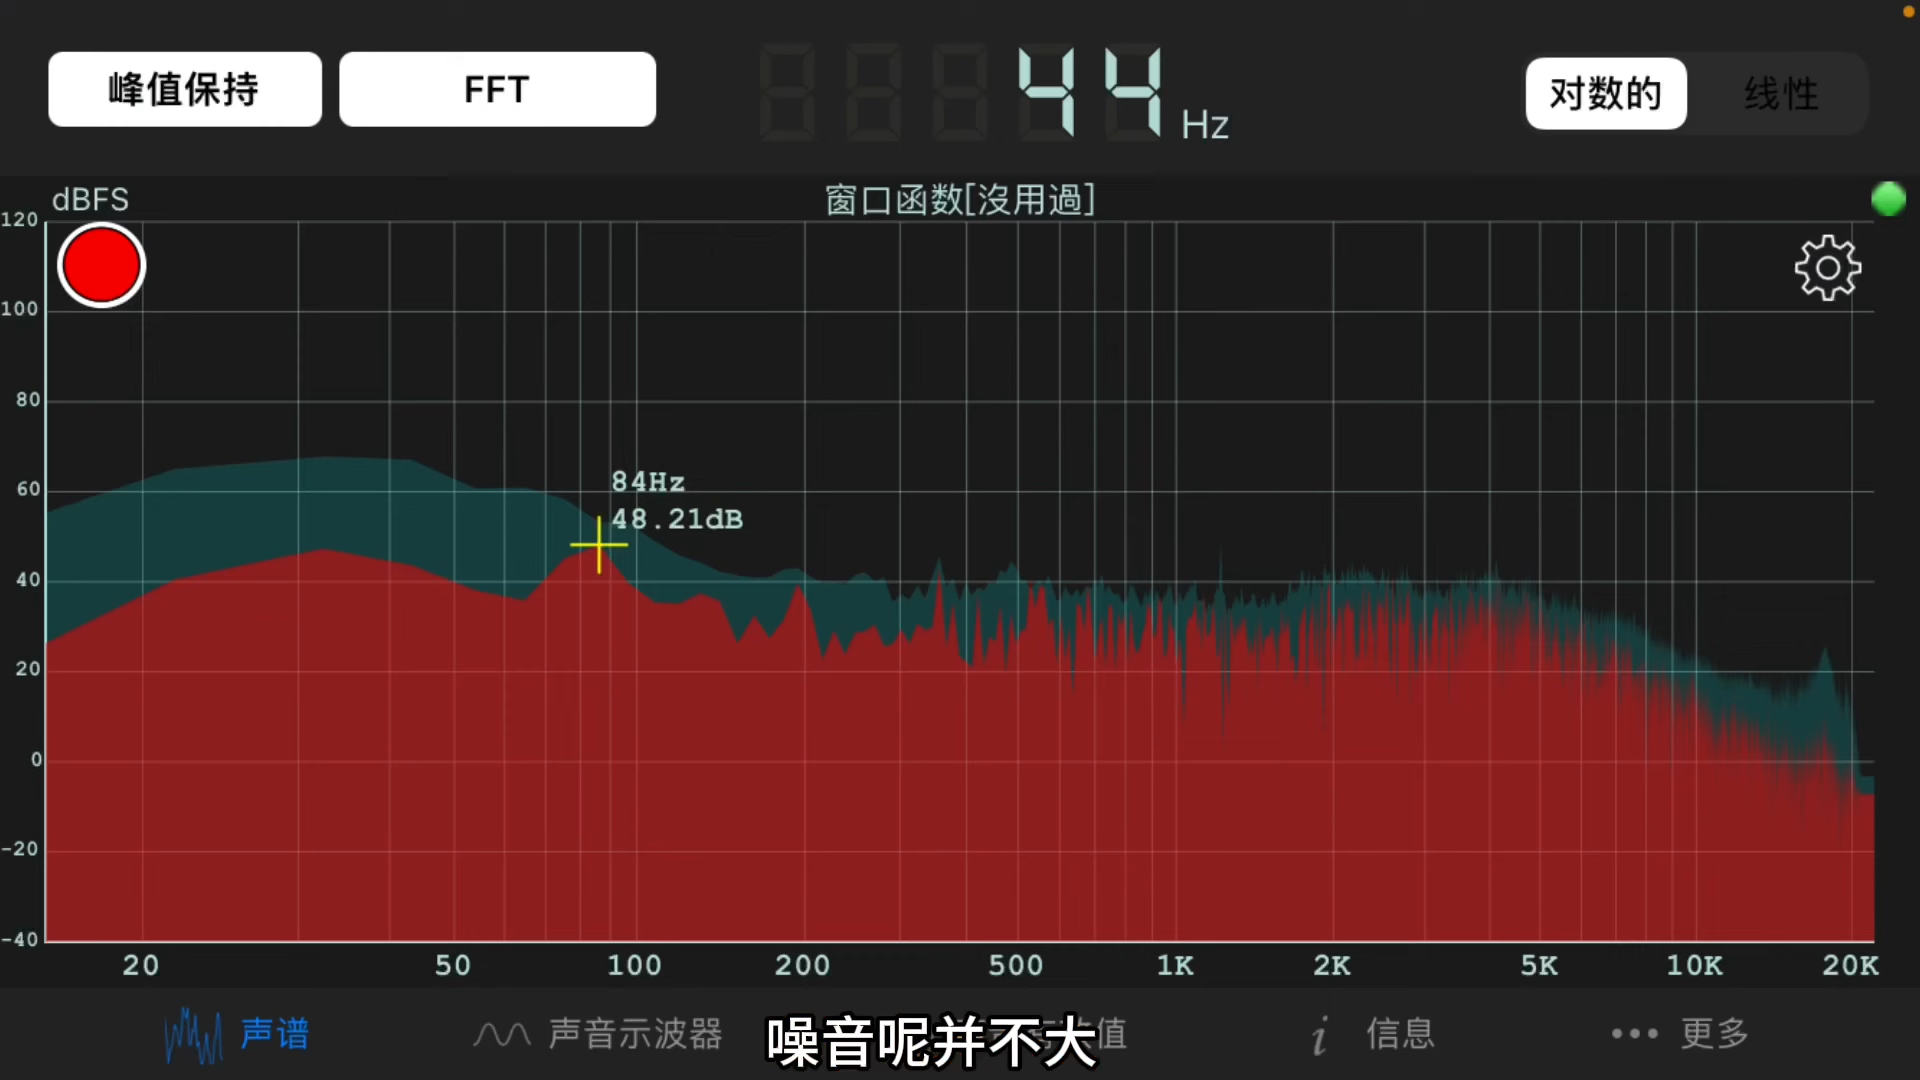 峰值保持
FFT
44 Hz
对数的
线性
dBFS
窗口函数[沒用過]
120
100
80
60
40
20
0
-20
-40
84Hz
48.21dB
20 50 100 200 500 1K 2K 5K 10K 20K
声谱
声音示波器
值
信息
更多
噪音呢并不大